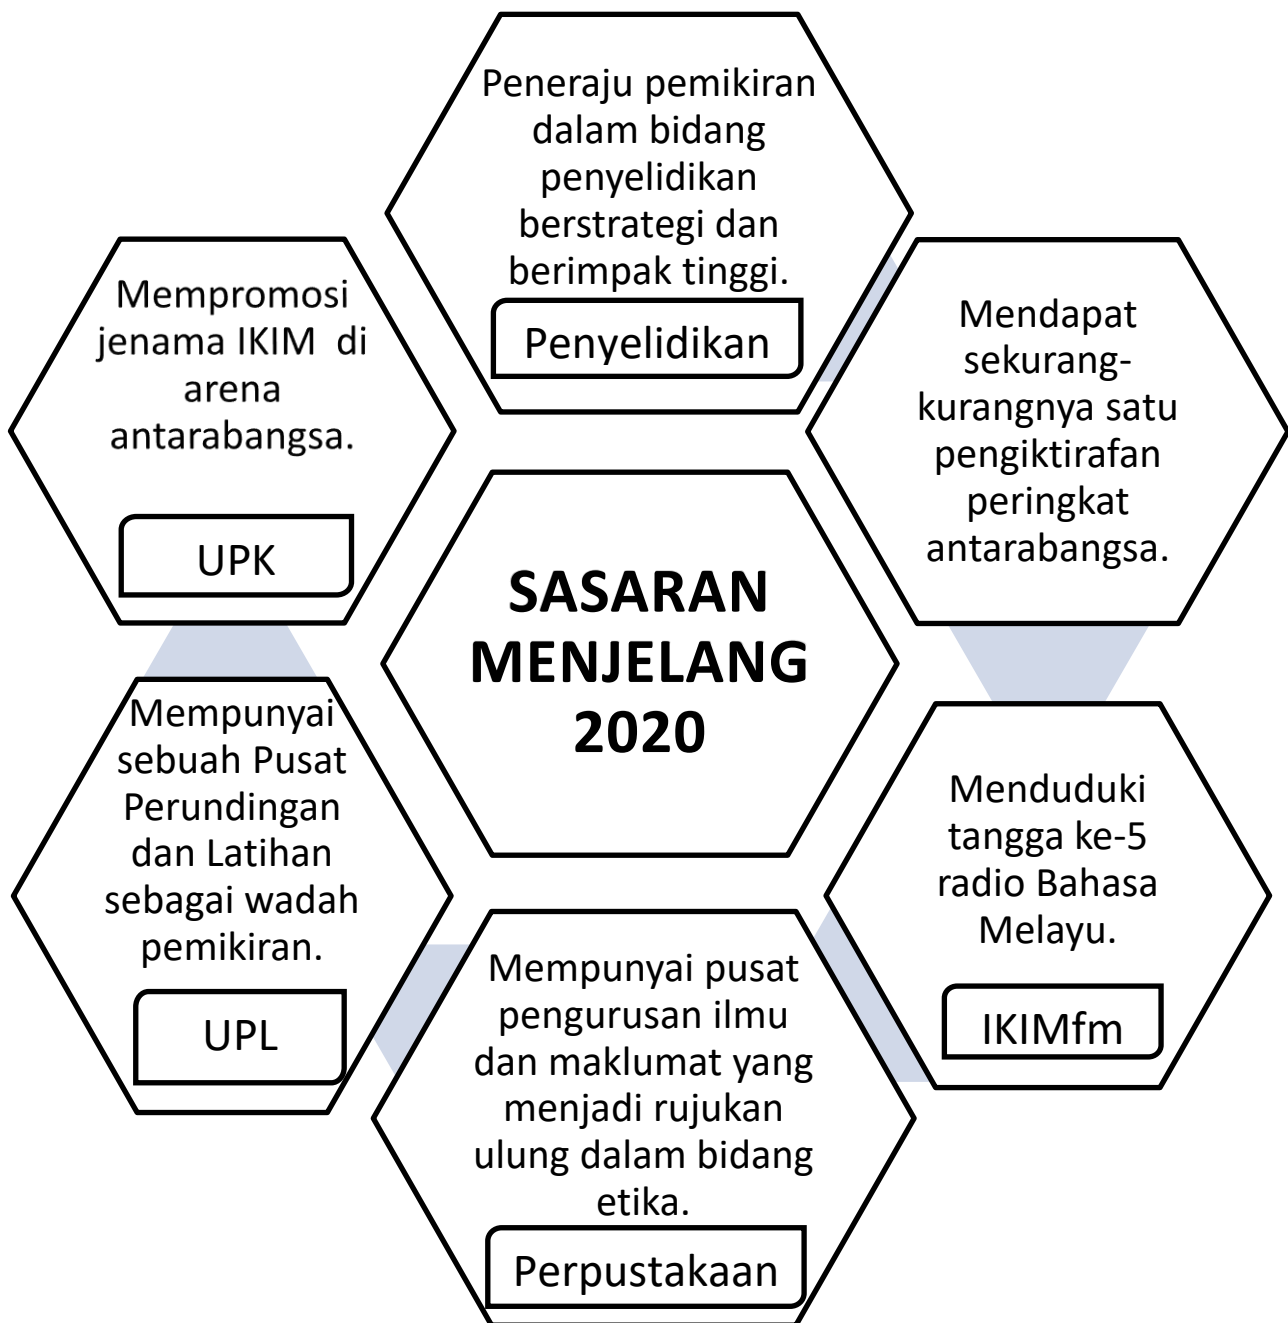 Peneraju pemikiran
dalam bidang
penyelidikan
berstrategi dan
berimpak tinggi.
Penyelidikan
Mendapat
sekurang-
kurangnya satu
pengiktirafan
peringkat
antarabangsa.
Menduduki
tangga ke-5
radio Bahasa
Melayu.
IKIMfm
Mempunyai pusat
pengurusan ilmu
dan maklumat yang
menjadi rujukan
ulung dalam bidang
etika.
Perpustakaan
Mempunyai
sebuah Pusat
Perundingan
dan Latihan
sebagai wadah
pemikiran.
UPL
Mempromosi
jenama IKIM di
arena
antarabangsa.
UPK
SASARAN
MENJELANG
2020